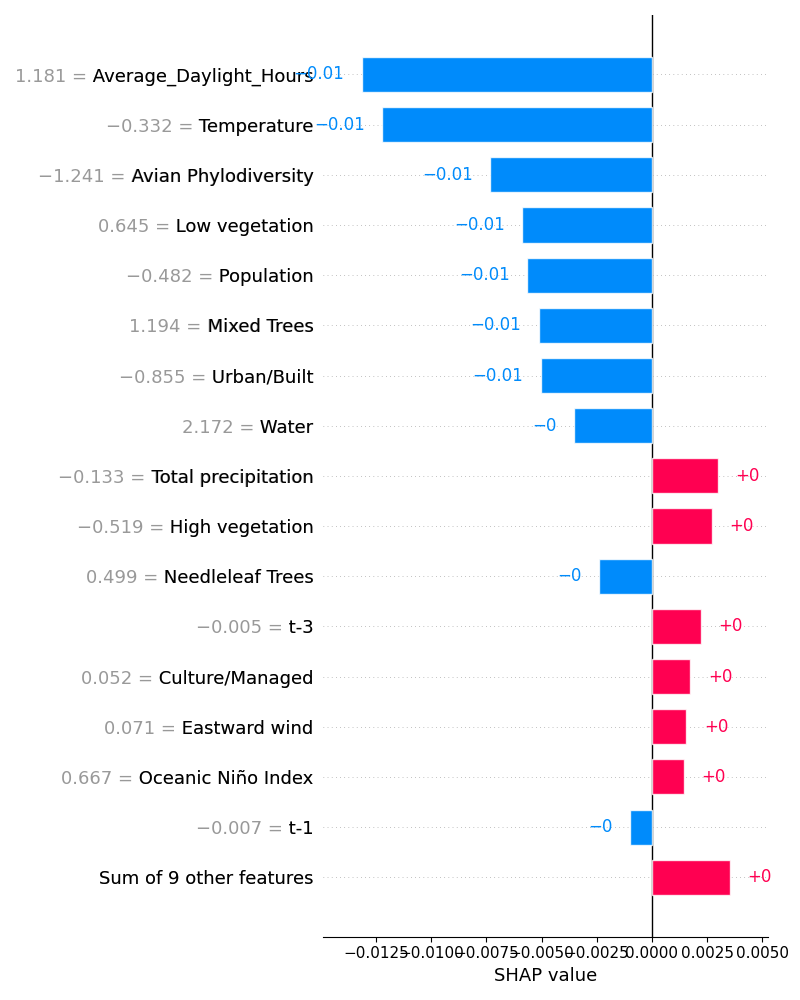 1.181 = Average_Daylight_Hours −0.01
−0.332 = Temperature −0.01
−1.241 = Avian Phylodiversity −0.01
0.645 = Low vegetation −0.01
−0.482 = Population −0.01
1.194 = Mixed Trees −0.01
−0.855 = Urban/Built −0.01
2.172 = Water −0
−0.133 = Total precipitation +0
−0.519 = High vegetation +0
0.499 = Needleleaf Trees −0
−0.005 = t-3 +0
0.052 = Culture/Managed +0
0.071 = Eastward wind +0
0.667 = Oceanic Niño Index +0
−0.007 = t-1 −0
Sum of 9 other features +0
−0.0125 −0.0100 −0.0075 −0.0050 −0.0025 0.0000 0.0025 0.0050
SHAP value